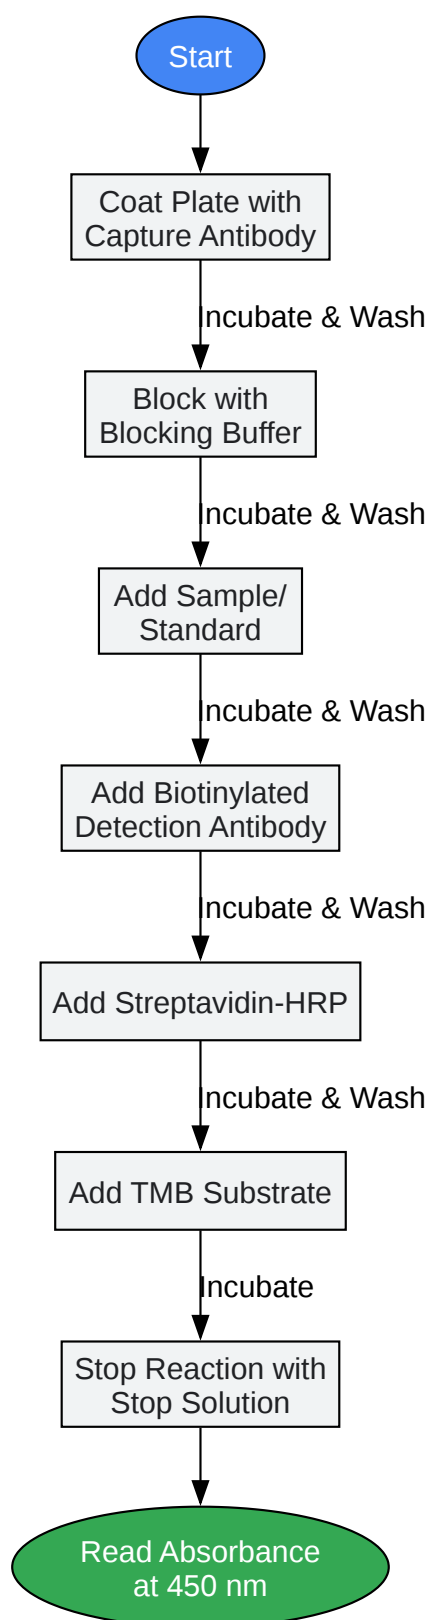 Start
Coat Plate with
Capture Antibody
Incubate & Wash
Block with
Blocking Buffer
Incubate & Wash
Add Sample/
Standard
Incubate & Wash
Add Biotinylated
Detection Antibody
Incubate & Wash
Add Streptavidin-HRP
Incubate & Wash
Add TMB Substrate
Incubate
Stop Reaction with
Stop Solution
Read Absorbance
at 450 nm